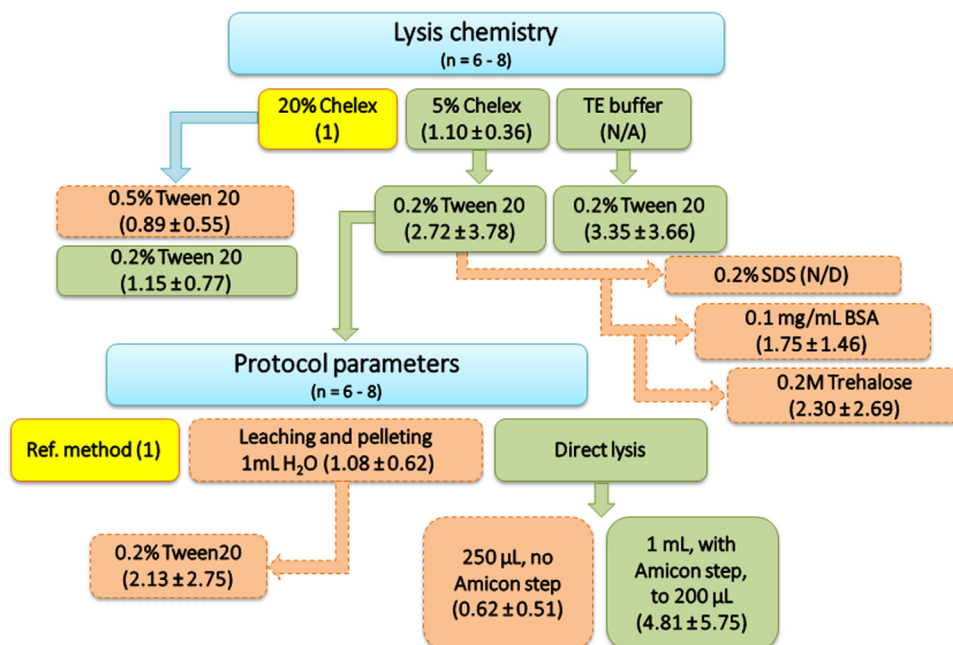 Lysis chemistry
(n = 6 - 8)
20% Chelex
(1)
5% Chelex
(1.10 ± 0.36)
TE buffer
(N/A)
0.5% Tween 20
(0.89 ± 0.55)
0.2% Tween 20
(1.15 ± 0.77)
0.2% Tween 20
(2.72 ± 3.78)
0.2% Tween 20
(3.35 ± 3.66)
0.2% SDS (N/D)
0.1 mg/mL BSA
(1.75 ± 1.46)
0.2M Trehalose
(2.30 ± 2.69)
Protocol parameters
(n = 6 - 8)
Ref. method (1)
Leaching and pelleting
1mL H₂O (1.08 ± 0.62)
Direct lysis
0.2% Tween20
(2.13 ± 2.75)
250 µL, no
Amicon step
(0.62 ± 0.51)
1 mL, with
Amicon step,
to 200 µL
(4.81 ± 5.75)